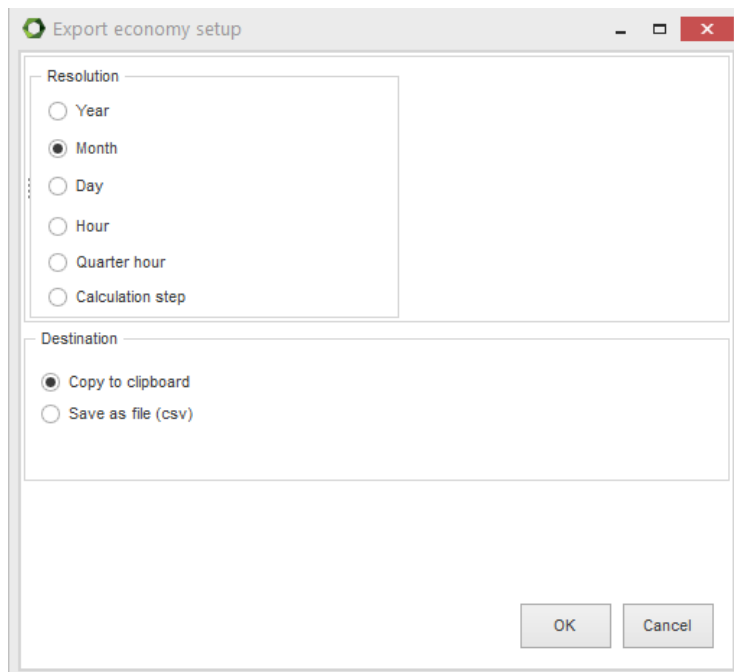 Export economy setup
Resolution
Year
Month
Day
Hour
Quarter hour
Calculation step
Destination
Copy to clipboard
Save as file (csv)
OK Cancel